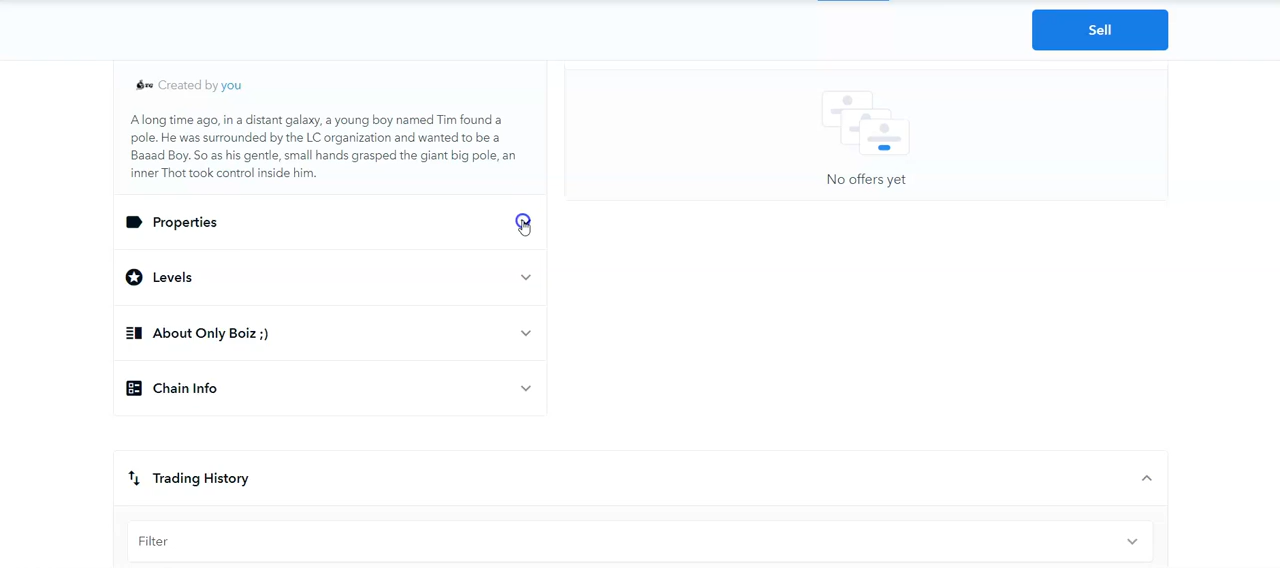 Sell
Created by you
A long time ago, in a distant galaxy, a young boy named Tim found a
pole. He was surrounded by the LC organization and wanted to be a
Baaad Boy. So as his gentle, small hands grasped the giant big pole, an
inner Thot took control inside him.
No offers yet
Properties
Levels
About Only Boiz ;)
Chain Info
Trading History
Filter